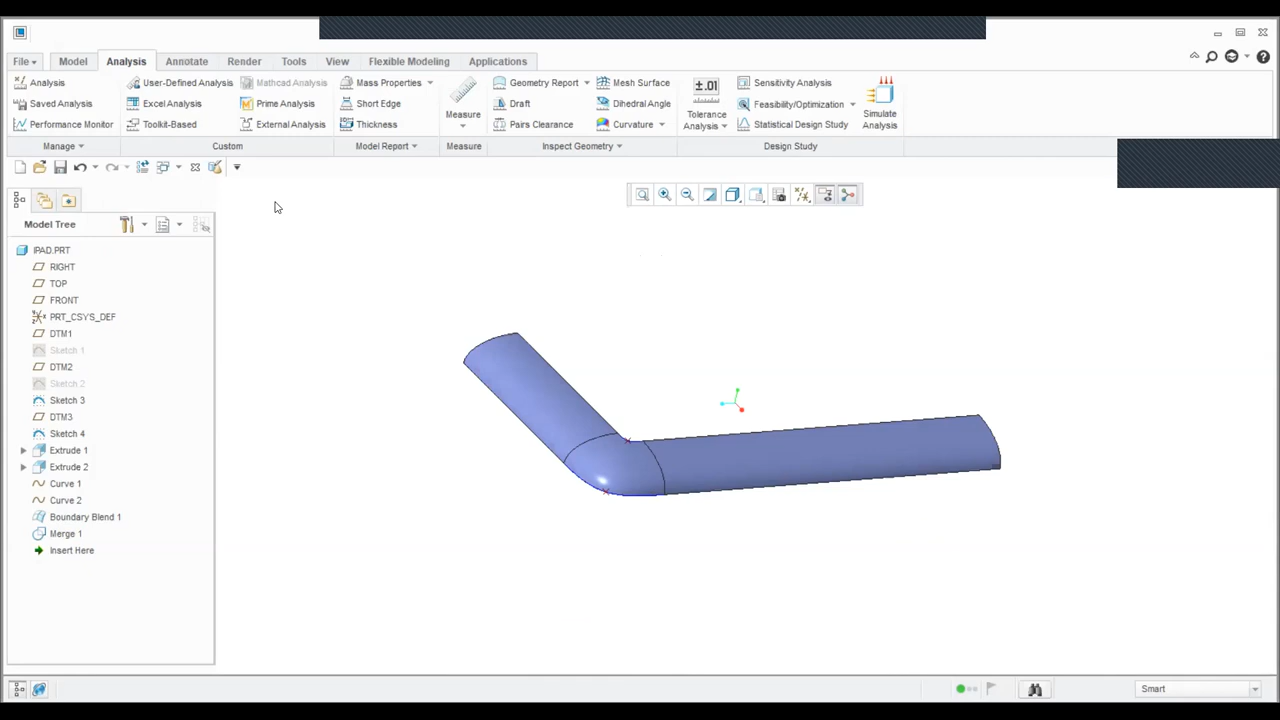 File Model Analysis Annotate Render Tools View Flexible Modeling Applications
Analysis User-Defined Analysis Mathcad Analysis Mass Properties Geometry Report Mesh Surface Sensitivity Analysis
Saved Analysis Excel Analysis Prime Analysis Short Edge Draft Dihedral Angle Feasibility/Optimization
Performance Monitor Toolkit-Based External Analysis Thickness Pairs Clearance Curvature Statistical Design Study
Measure
±.01
Tolerance
Analysis
Simulate
Analysis
Manage Custom Model Report Measure Inspect Geometry Design Study
Model Tree
IPAD.PRT
RIGHT
TOP
FRONT
PRT_CSYS_DEF
DTM1
Sketch 1
DTM2
Sketch 2
Sketch 3
DTM3
Sketch 4
Extrude 1
Extrude 2
Curve 1
Curve 2
Boundary Blend 1
Merge 1
Insert Here
Smart